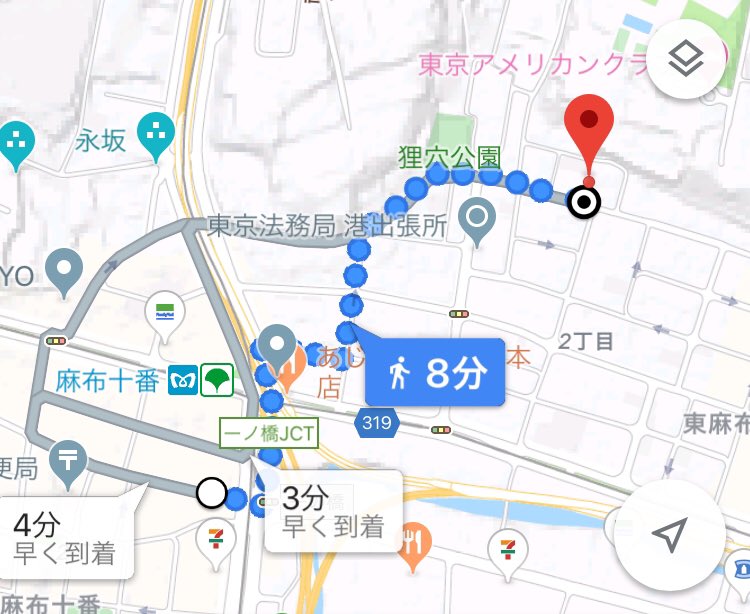 東京アメリカンクラ
永坂
狸穴公園
東京法務局 港出張所
YO
FamilyMart
2丁目
麻布十番
8分
本
店
319
一ノ橋JCT
東麻布
便局
3分
早く到着
4分
早く到着
麻布十番